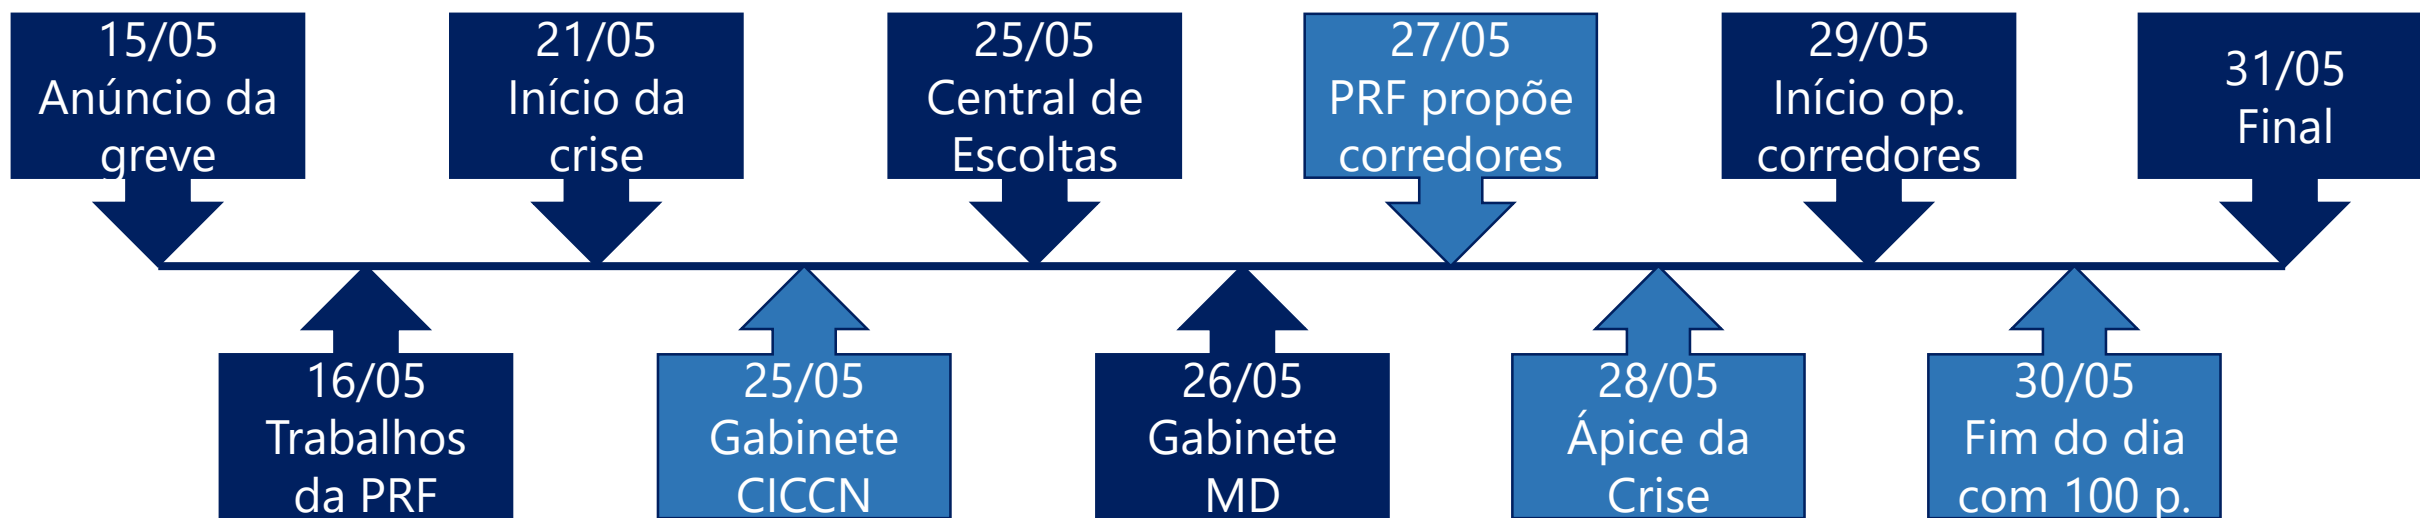 15/05
Anúncio da
greve
21/05
Início da
crise
25/05
Central de
Escoltas
27/05
PRF propõe
corredores
29/05
Início op.
corredores
31/05
Final
16/05
Trabalhos
da PRF
25/05
Gabinete
CICCN
26/05
Gabinete
MD
28/05
Ápice da
Crise
30/05
Fim do dia
com 100 p.